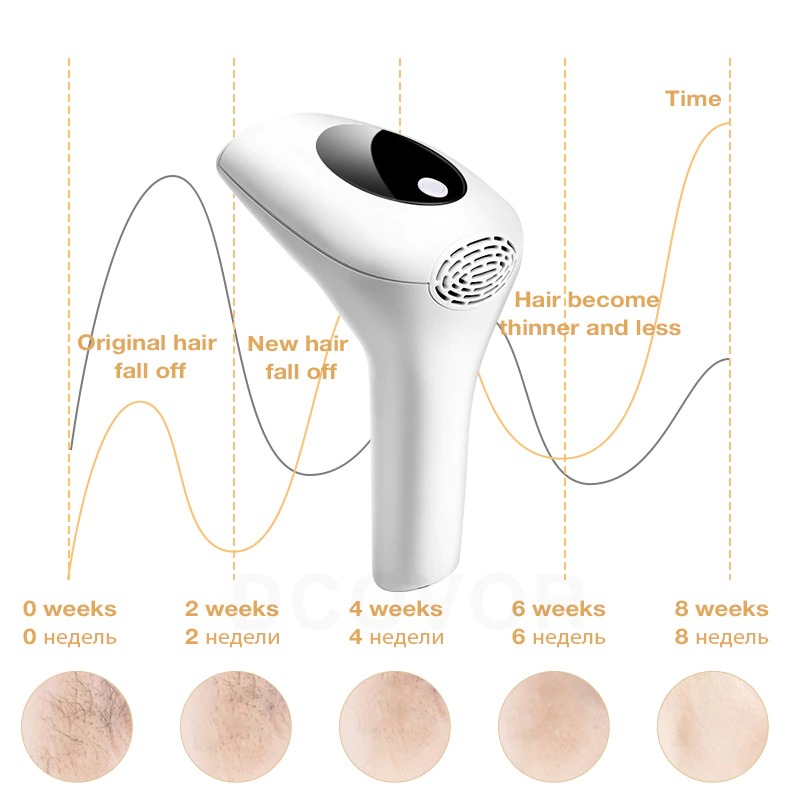 Time
Hair become
thinner and less
Original hair
fall off
New hair
fall off
DCOVOR
0 weeks
2 weeks
4 weeks
6 weeks
8 weeks
0 недель
2 недели
4 недели
6 недель
8 недель